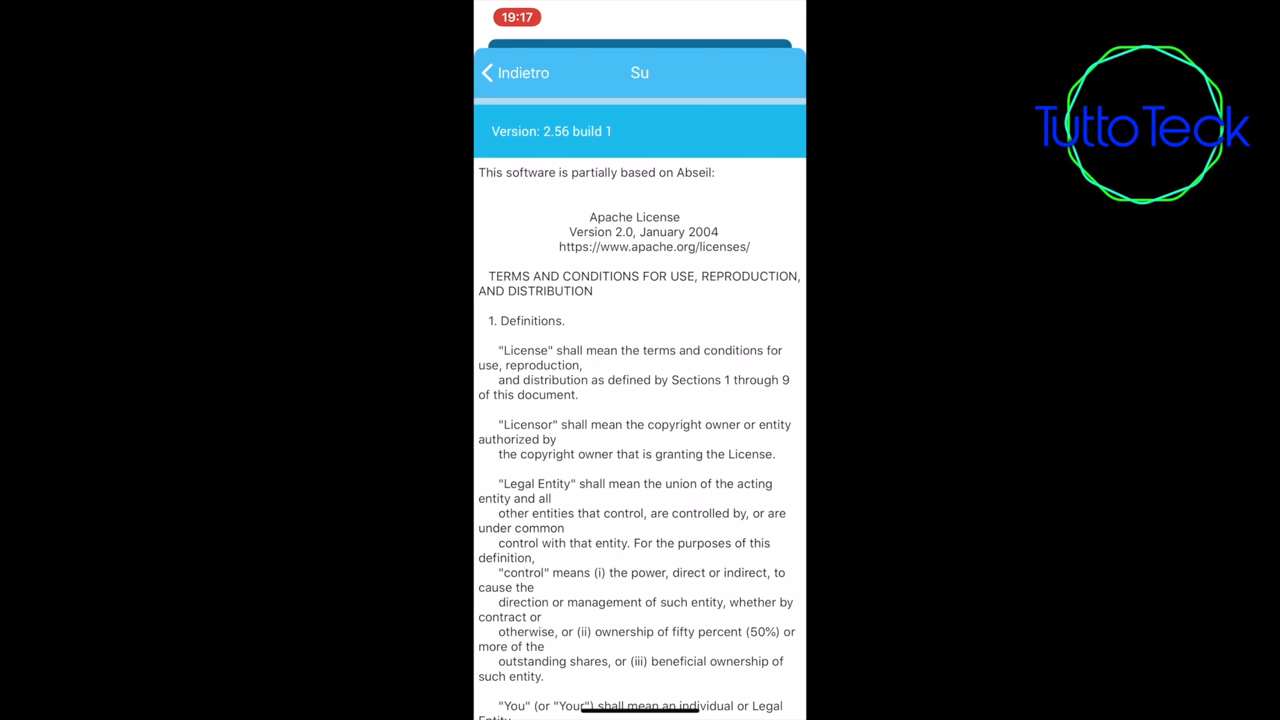 19:17
Indietro
Su
Version: 2.56 build 1
This software is partially based on Abseil:
Apache License
Version 2.0, January 2004
https://www.apache.org/licenses/
TERMS AND CONDITIONS FOR USE, REPRODUCTION,
AND DISTRIBUTION
1. Definitions.
"License" shall mean the terms and conditions for
use, reproduction,
and distribution as defined by Sections 1 through 9
of this document.
"Licensor" shall mean the copyright owner or entity
authorized by
the copyright owner that is granting the License.
"Legal Entity" shall mean the union of the acting
entity and all
other entities that control, are controlled by, or are
under common
control with that entity. For the purposes of this
definition,
"control" means (i) the power, direct or indirect, to
cause the
direction or management of such entity, whether by
contract or
otherwise, or (ii) ownership of fifty percent (50%) or
more of the
outstanding shares, or (iii) beneficial ownership of
such entity.
"You" (or "Your") shall mean an individual or Legal
Entity
TuttoTeck